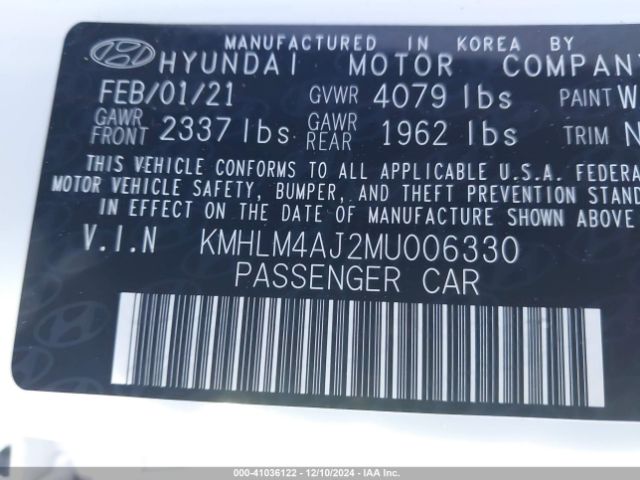 MANUFACTURED IN KOREA BY
HYUNDAI MOTOR COMPANY
FEB/01/21 GVWR 4079 lbs PAINT W
GAWR FRONT 2337 lbs GAWR REAR 1962 lbs TRIM N
THIS VEHICLE CONFORMS TO ALL APPLICABLE U.S.A. FEDERA
MOTOR VEHICLE SAFETY, BUMPER, AND THEFT PREVENTION STAND
IN EFFECT ON THE DATE OF MANUFACTURE SHOWN ABOVE
V.I.N KMHLM4AJ2MU006330
PASSENGER CAR
000-41036122 - 12/10/2024 - IAA Inc.